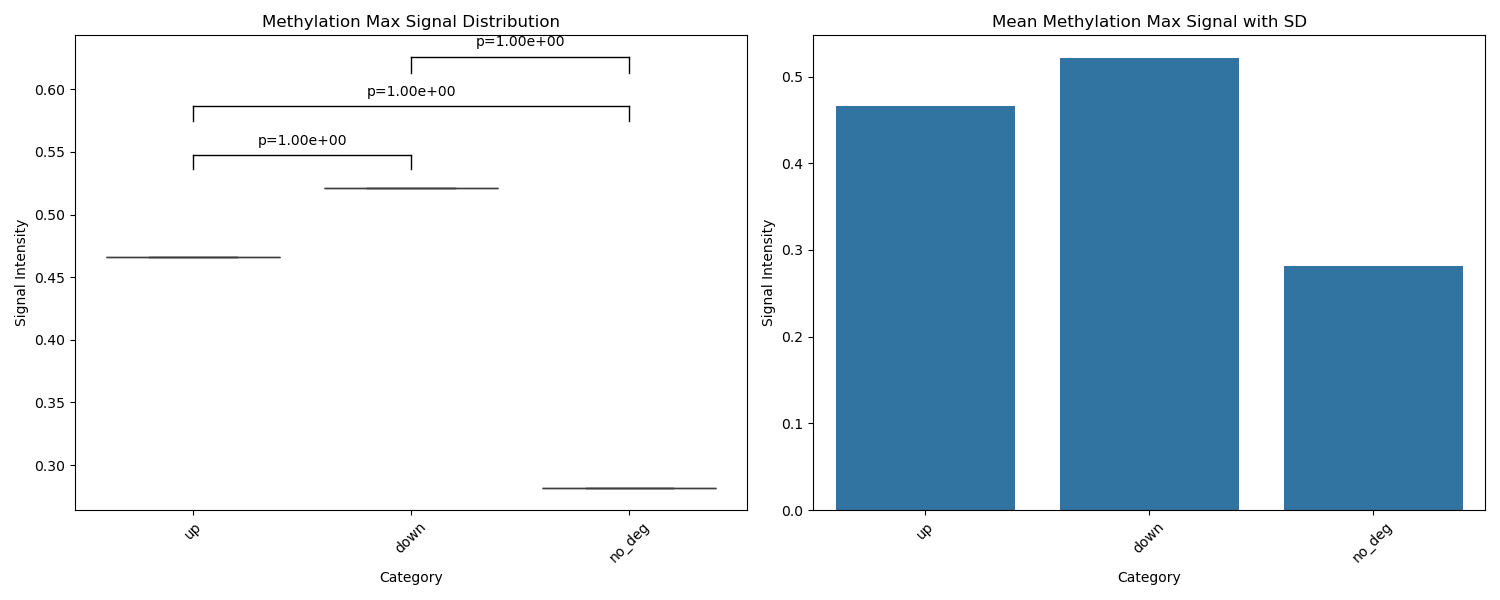 Methylation Max Signal Distribution
p=1.00e+00
p=1.00e+00
p=1.00e+00
0.60
0.55
0.50
0.45
0.40
0.35
0.30
Signal Intensity
up
down
no_deg
Category
Mean Methylation Max Signal with SD
0.5
0.4
0.3
0.2
0.1
0.0
Signal Intensity
up
down
no_deg
Category